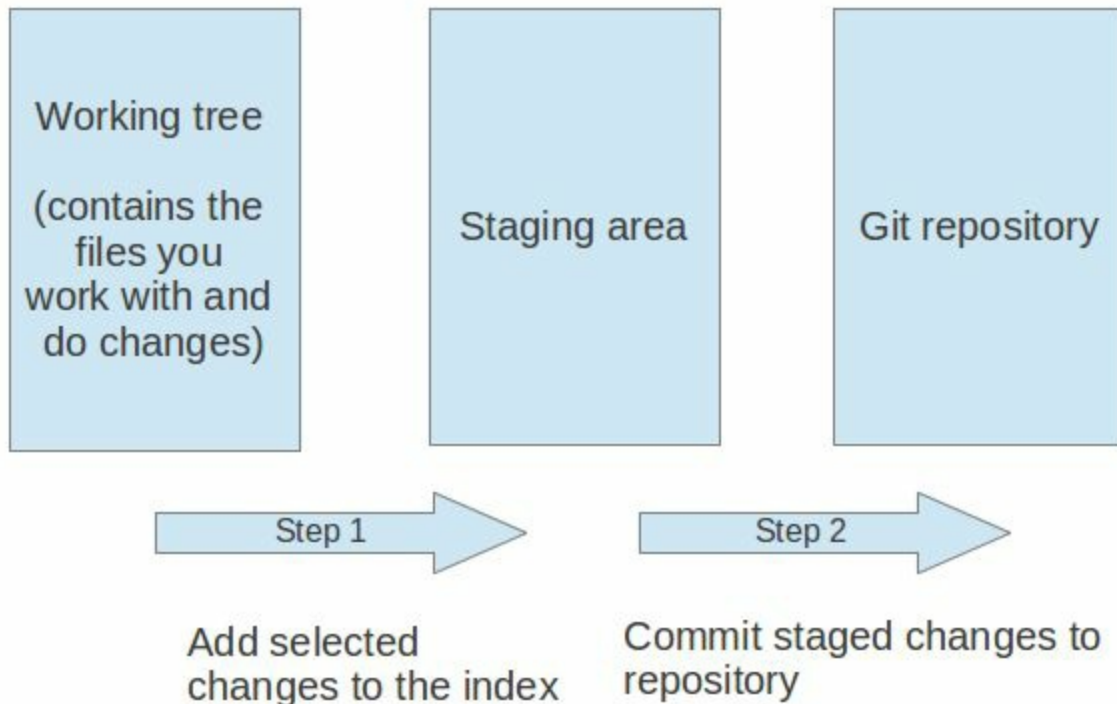 Working tree
(contains the
files you
work with and
do changes)
Staging area
Git repository
Step 1
Step 2
Add selected
changes to the index
Commit staged changes to
repository